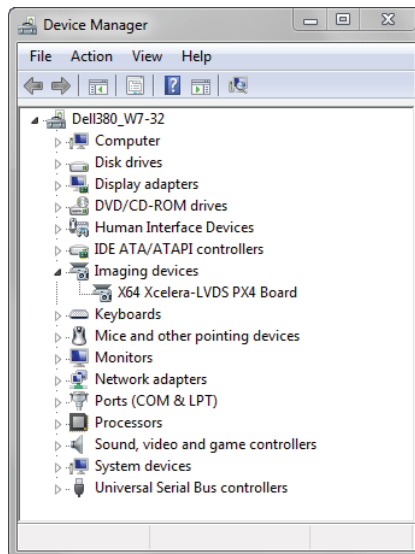 Device Manager
File Action View Help
Dell380_W7-32
Computer
Disk drives
Display adapters
DVD/CD-ROM drives
Human Interface Devices
IDE ATA/ATAPI controllers
Imaging devices
X64 Xcelera-LVDS PX4 Board
Keyboards
Mice and other pointing devices
Monitors
Network adapters
Ports (COM & LPT)
Processors
Sound, video and game controllers
System devices
Universal Serial Bus controllers